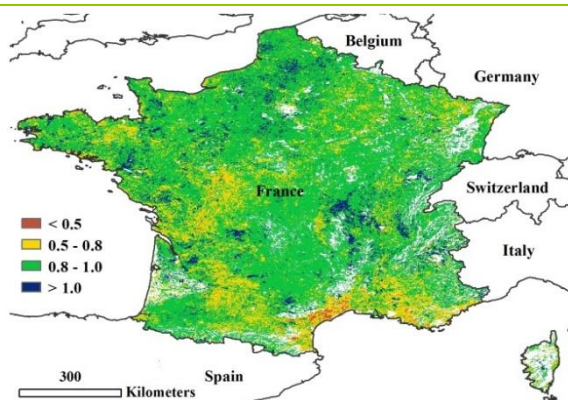 Belgium
Germany
France
Switzerland
Italy
< 0.5
0.5 - 0.8
0.8 - 1.0
> 1.0
300
Kilometers
Spain